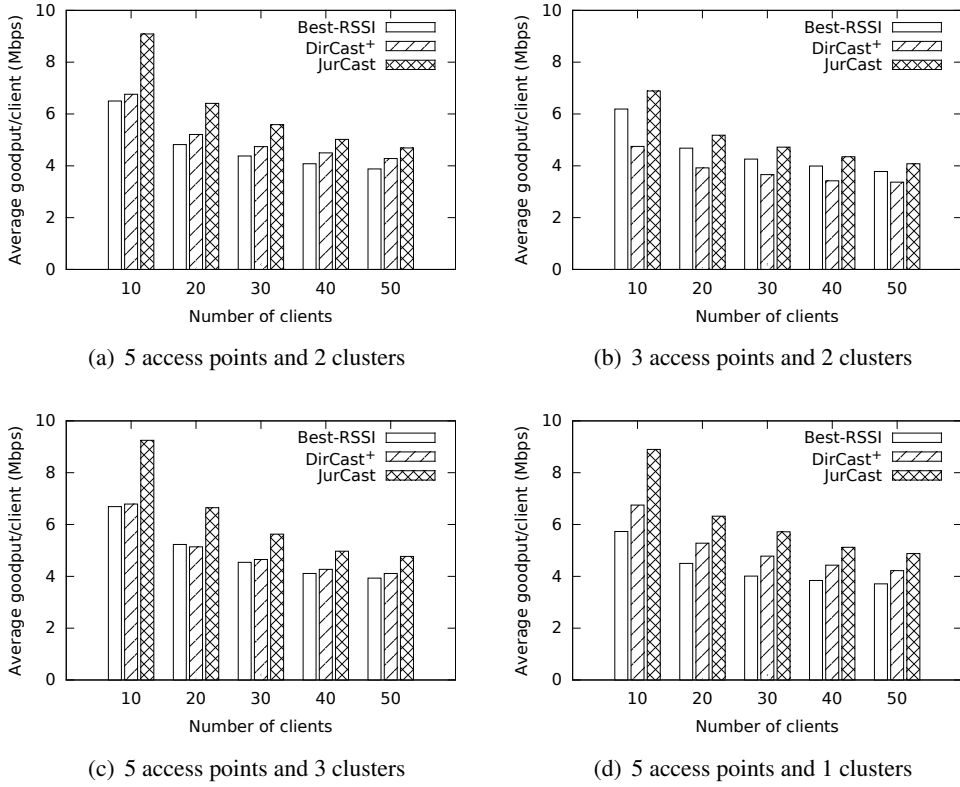 Average goodput/client (Mbps)
10
8
6
4
2
0
Best-RSSI
DirCast+
JurCast
10 20 30 40 50
Number of clients
(a) 5 access points and 2 clusters
Average goodput/client (Mbps)
10
8
6
4
2
0
Best-RSSI
DirCast+
JurCast
10 20 30 40 50
Number of clients
(b) 3 access points and 2 clusters
Average goodput/client (Mbps)
10
8
6
4
2
0
Best-RSSI
DirCast+
JurCast
10 20 30 40 50
Number of clients
(c) 5 access points and 3 clusters
Average goodput/client (Mbps)
10
8
6
4
2
0
Best-RSSI
DirCast+
JurCast
10 20 30 40 50
Number of clients
(d) 5 access points and 1 clusters